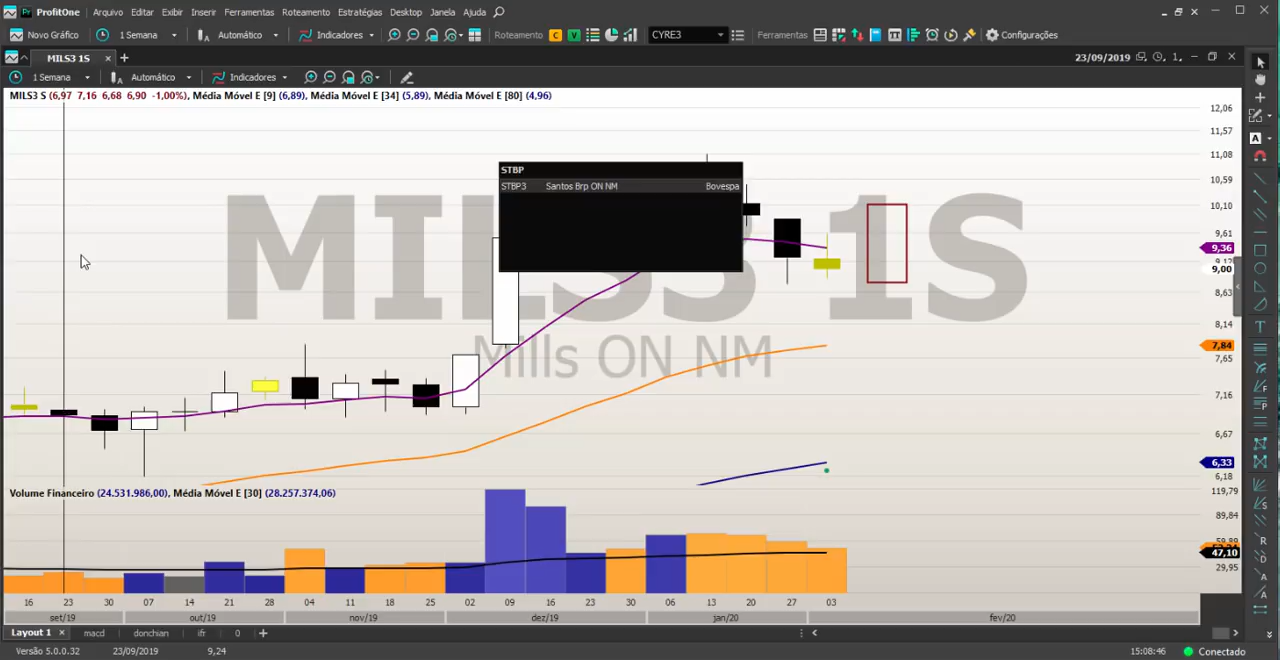 ProfitOne Arquivo Editar Exibir Inserir Ferramentas Roteamento Estratégias Desktop Janela Ajuda
Novo Gráfico 1 Semana Automático Indicadores Roteamento C V CYRE3 Ferramentas Configurações
MILS3 1S 23/09/2019 1
1 Semana Automático Indicadores
MILS3 S (6,97 7,16 6,68 6,90 -1,00%), Média Móvel E [9] (6,89), Média Móvel E [34] (5,89), Média Móvel E [80] (4,96)
MILS3 1S
Mills ON NM
STBP
STBP3 Santos Brp ON NM Bovespa
12,06
11,57
11,08
10,59
10,10
9,61
9,36
9,12
9,00
8,63
8,14
7,84
7,65
7,16
6,67
6,33
6,18
Volume Financeiro (24.531.986,00), Média Móvel E [30] (28.257.374,06)
119,79
89,84
59,89
47,10
29,95
16 23 30 07 14 21 28 04 11 18 25 02 09 16 23 30 06 13 20 27 03
set/19 out/19 nov/19 dez/19 jan/20 fev/20
Layout 1 macd donchian ifr 0
Versão 5.0.0.32 23/09/2019 9,24 15:08:46 Conectado